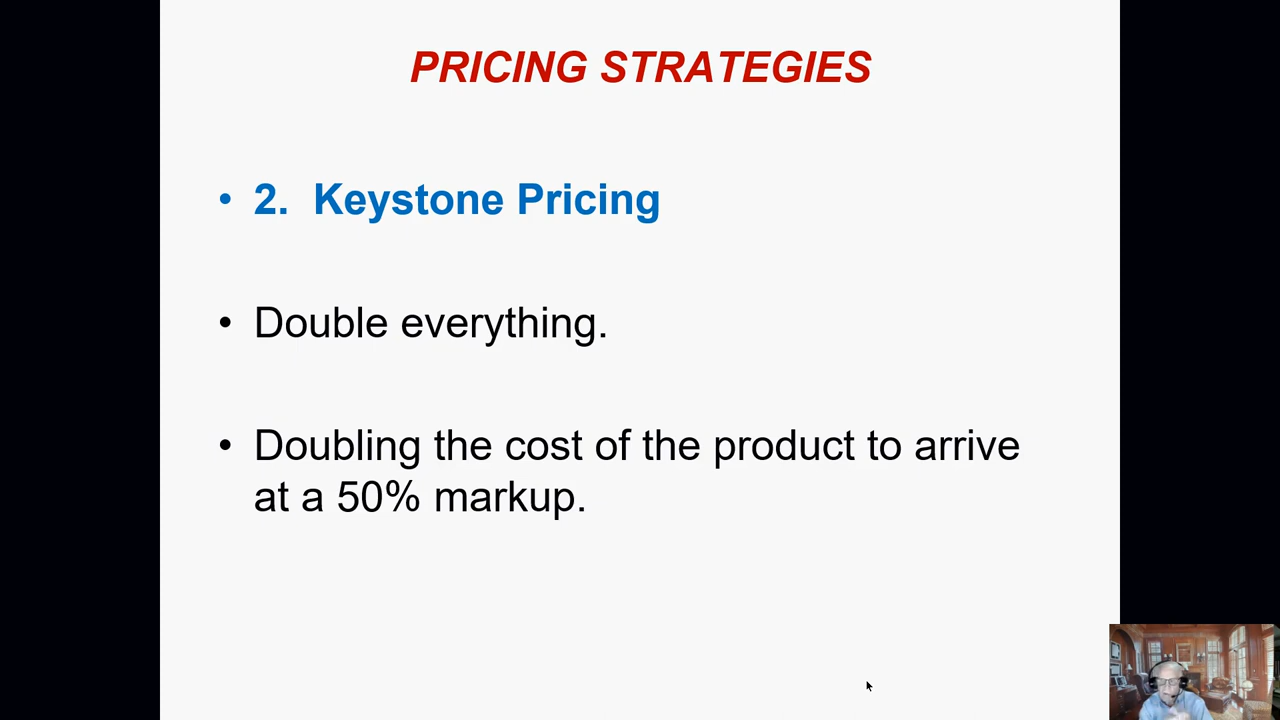 PRICING STRATEGIES
• 2. Keystone Pricing
• Double everything.
• Doubling the cost of the product to arrive
at a 50% markup.